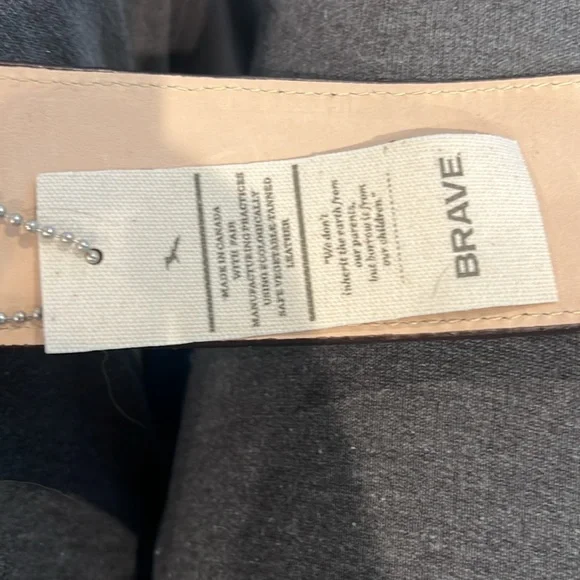 BRAVE.
"We don't
inherit the earth from
our parents,
but borrow it from
our children."
MADE IN CANADA
WITH FAIR
MANUFACTURING PRACTICES
USING ECOLOGICALLY
SAFE VEGETABLE TANNED
LEATHER